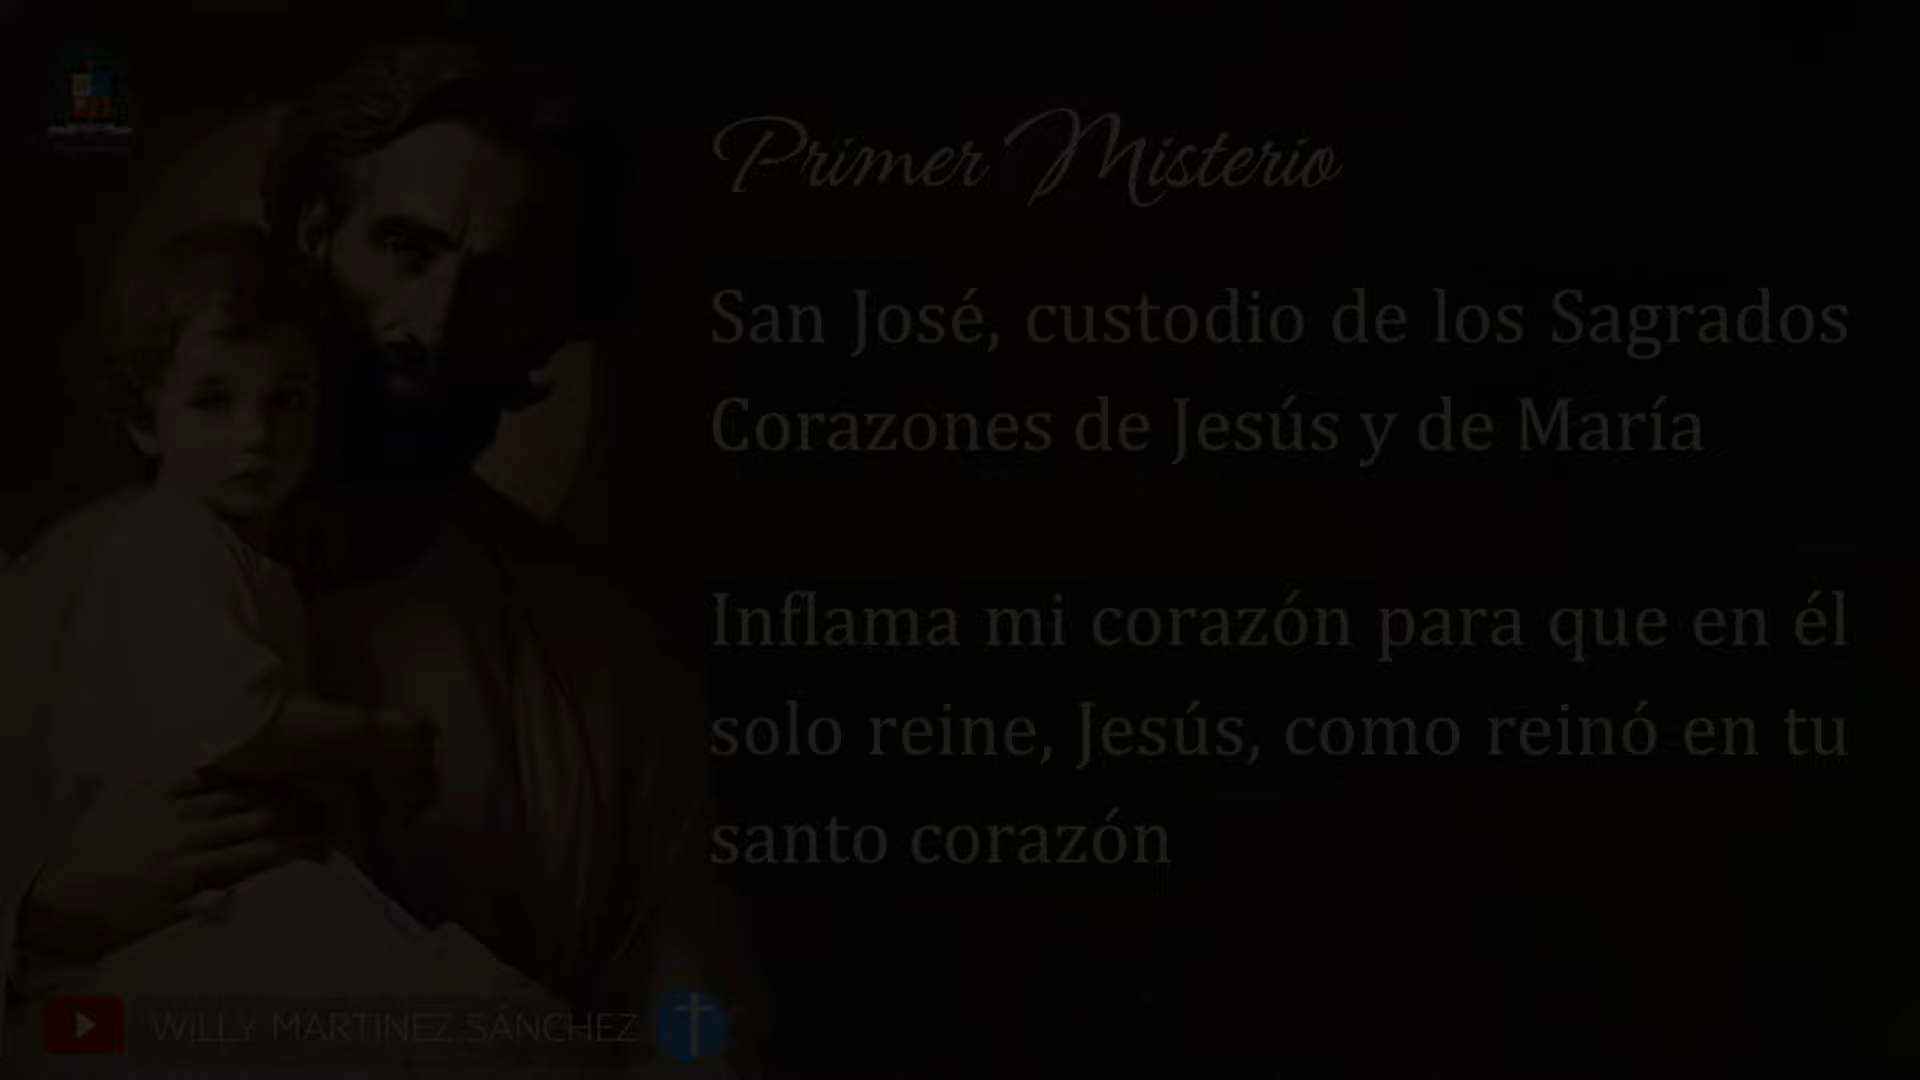 Primer Misterio
San José, custodio de los Sagrados
Corazones de Jesús y de María
Inflama mi corazón para que en él
solo reine, Jesús, como reinó en tu
santo corazón
WILLY MARTINEZ SÁNCHEZ